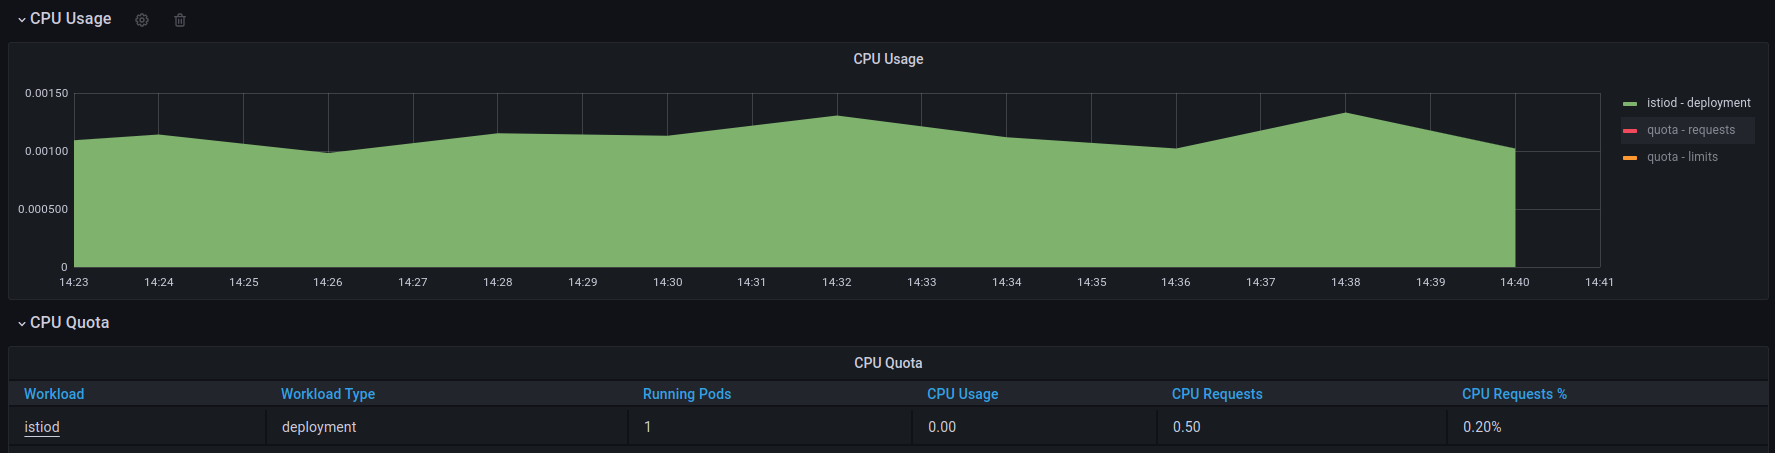 CPU Usage
CPU Usage
0.00150
0.00100
0.000500
0
14:23 14:24 14:25 14:26 14:27 14:28 14:29 14:30 14:31 14:32 14:33 14:34 14:35 14:36 14:37 14:38 14:39 14:40 14:41
istiod - deployment
quota - requests
quota - limits
CPU Quota
CPU Quota
Workload Workload Type Running Pods CPU Usage CPU Requests CPU Requests %
istiod deployment 1 0.00 0.50 0.20%